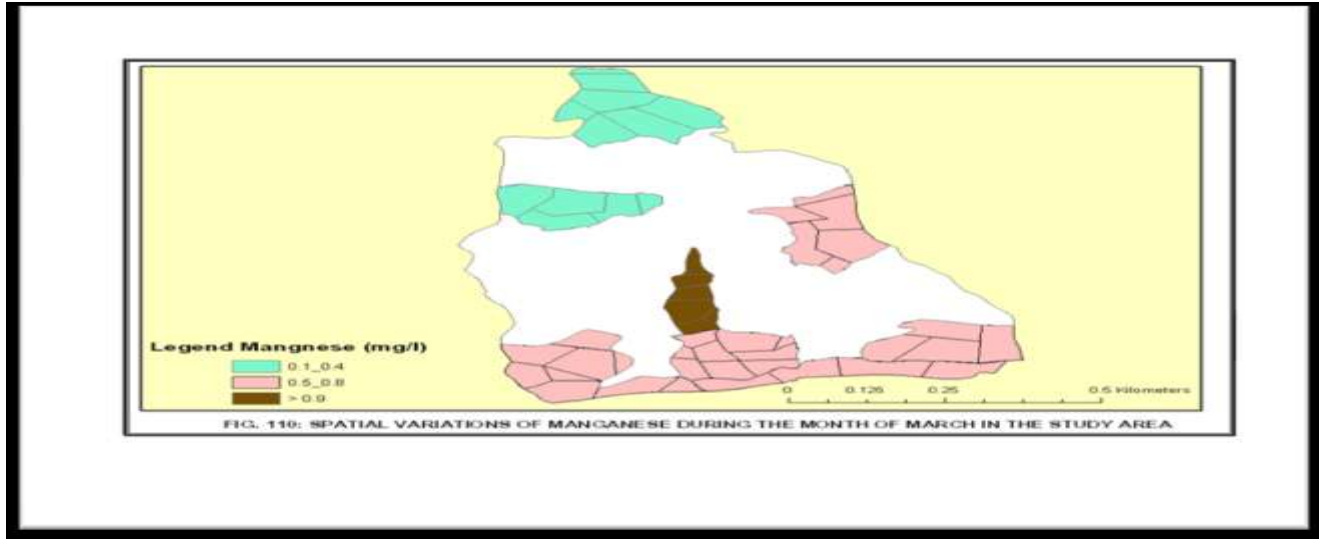 Legend Mangnese (mg/l)
0.1_0.4
0.5_0.8
> 0.9
0 0.125 0.25 0.5 Kilometers
FIG. 110: SPATIAL VARIATIONS OF MANGANESE DURING THE MONTH OF MARCH IN THE STUDY AREA